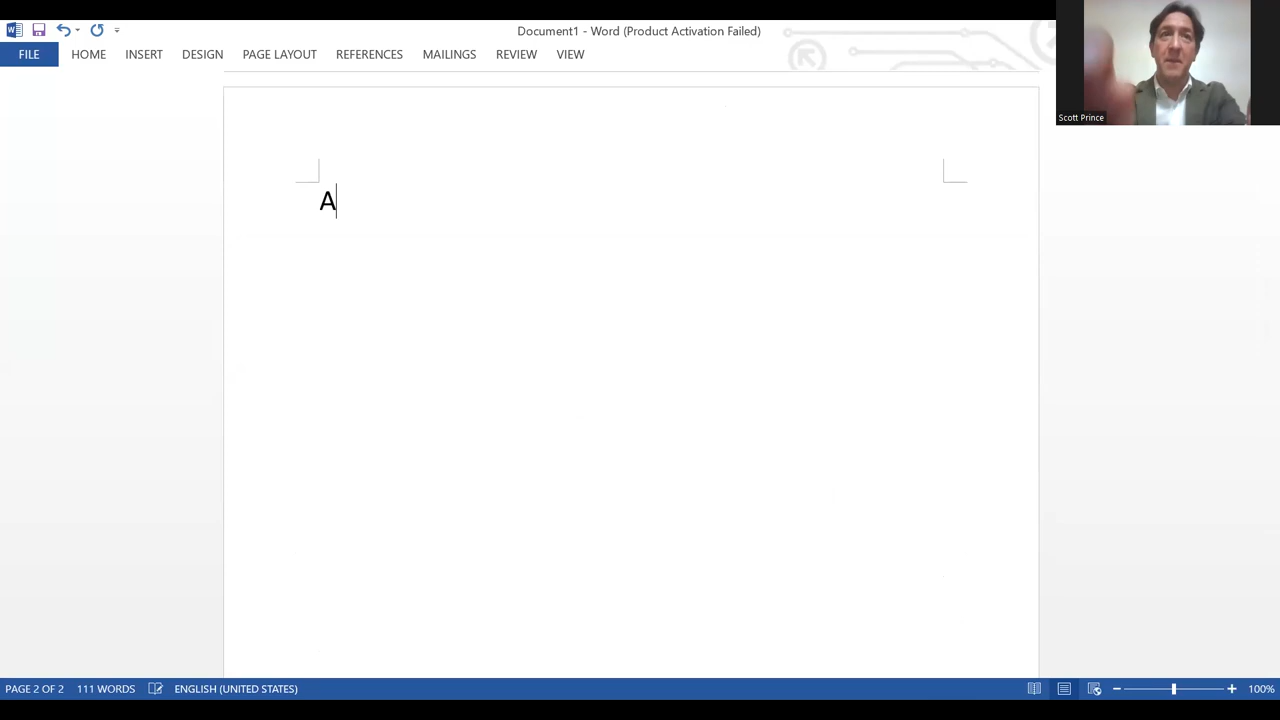 Document1 - Word (Product Activation Failed)
FILE HOME INSERT DESIGN PAGE LAYOUT REFERENCES MAILINGS REVIEW VIEW
Scott Prince
A
PAGE 2 OF 2 111 WORDS ENGLISH (UNITED STATES) 100%